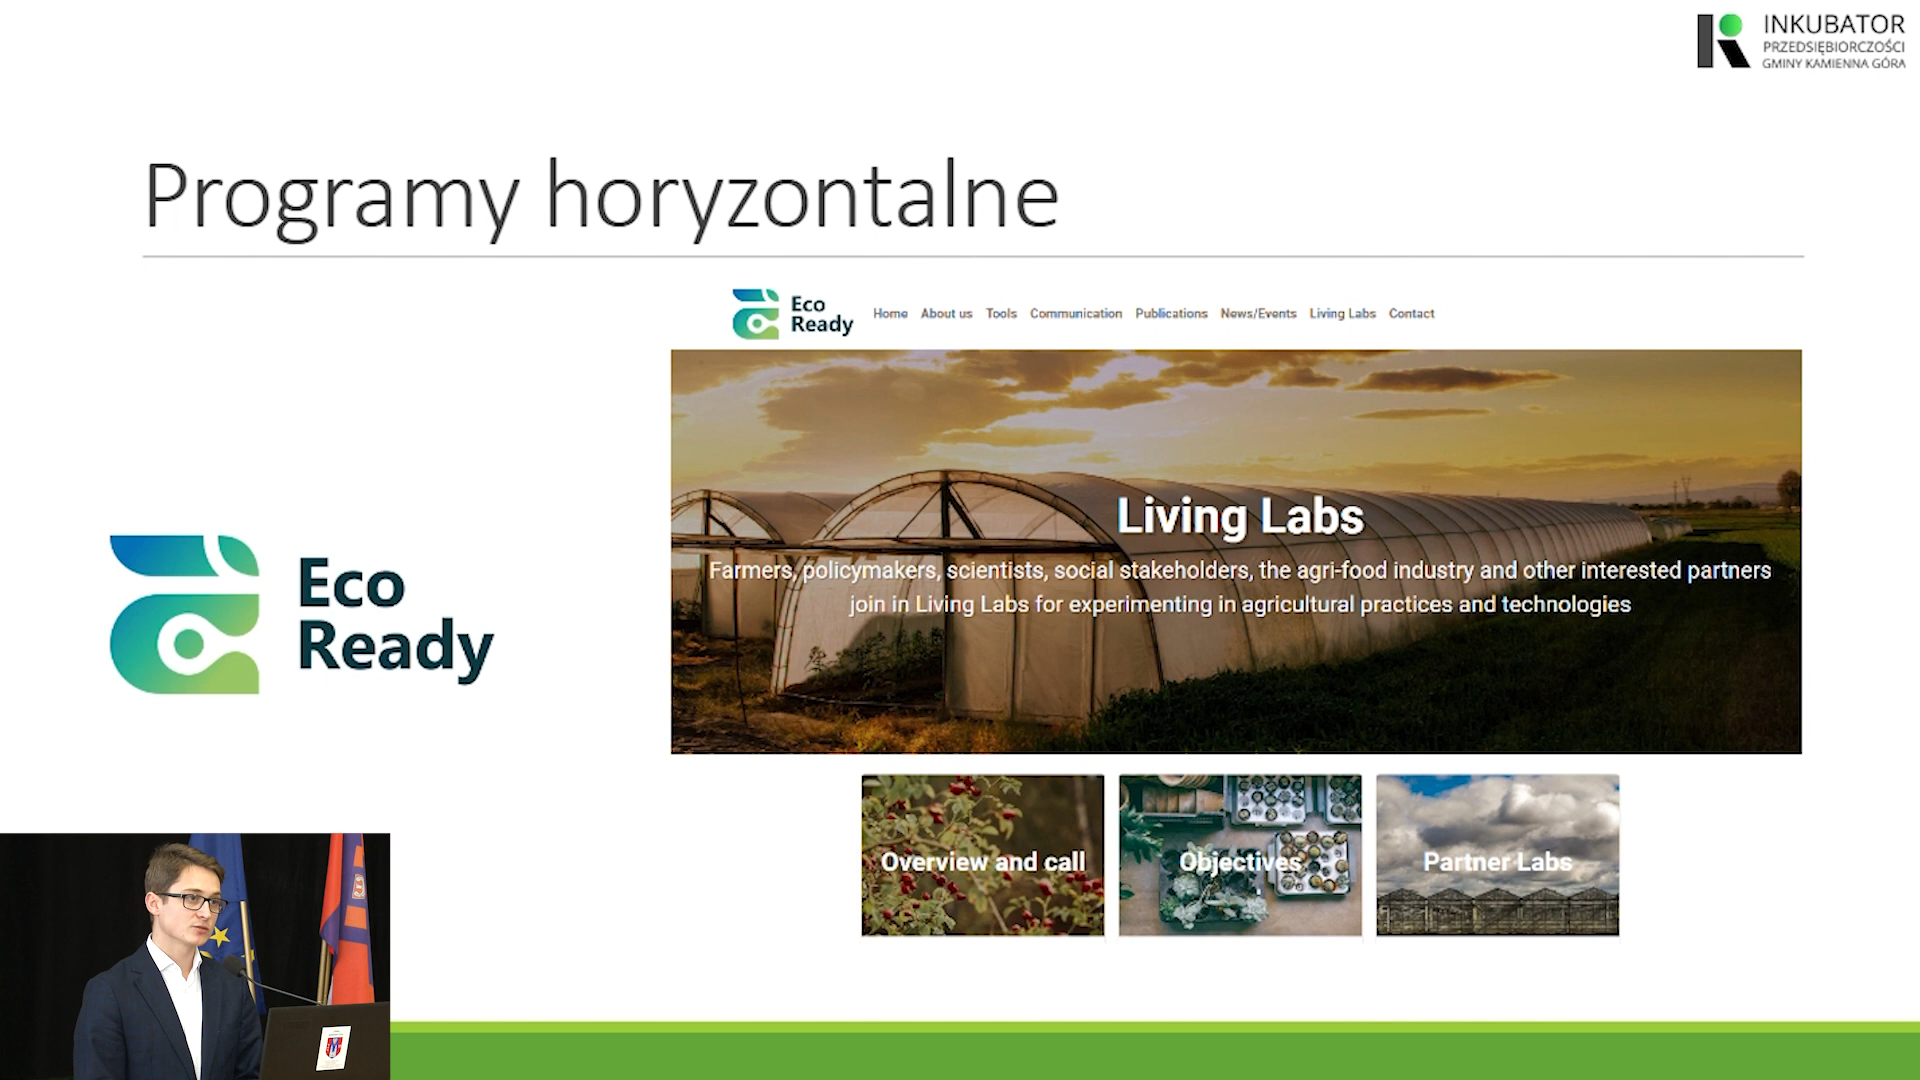 INKUBATOR
PRZEDSIĘBIORCZOŚCI
GMINY KAMIENNA GÓRA
Programy horyzontalne
Eco
Ready
Home About us Tools Communication Publications News/Events Living Labs Contact
Living Labs
Farmers, policymakers, scientists, social stakeholders, the agri-food industry and other interested partners
join in Living Labs for experimenting in agricultural practices and technologies
Eco
Ready
Overview and call
Objectives
Partner Labs